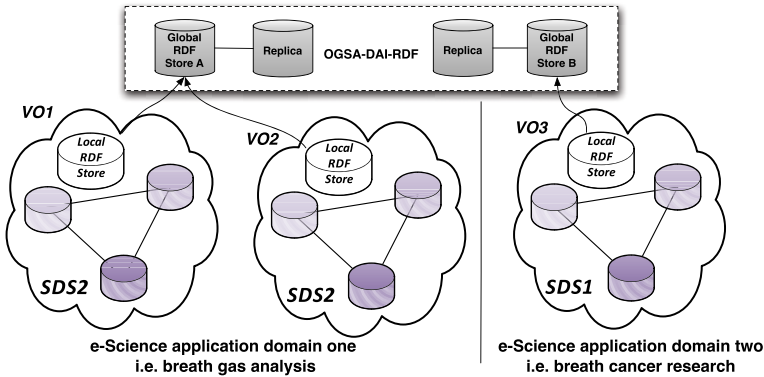 Global
RDF
Store A
Replica
OGSA-DAI-RDF
Replica
Global
RDF
Store B
VO1
Local
RDF
Store
SDS2
VO2
Local
RDF
Store
SDS2
VO3
Local
RDF
Store
SDS1
e-Science application domain one
i.e. breath gas analysis
e-Science application domain two
i.e. breath cancer research